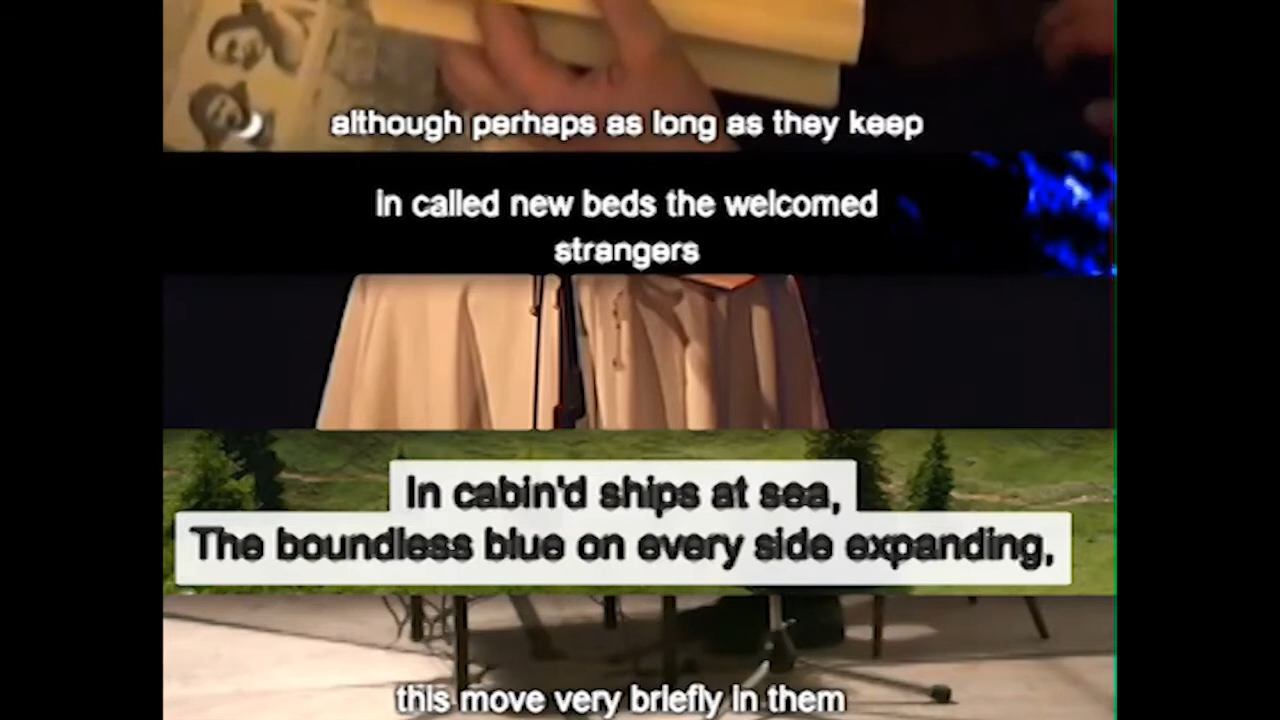 although perhaps as long as they keep
in called new beds the welcomed
strangers
In cabin'd ships at sea,
The boundless blue on every side expanding,
this move very briefly in them